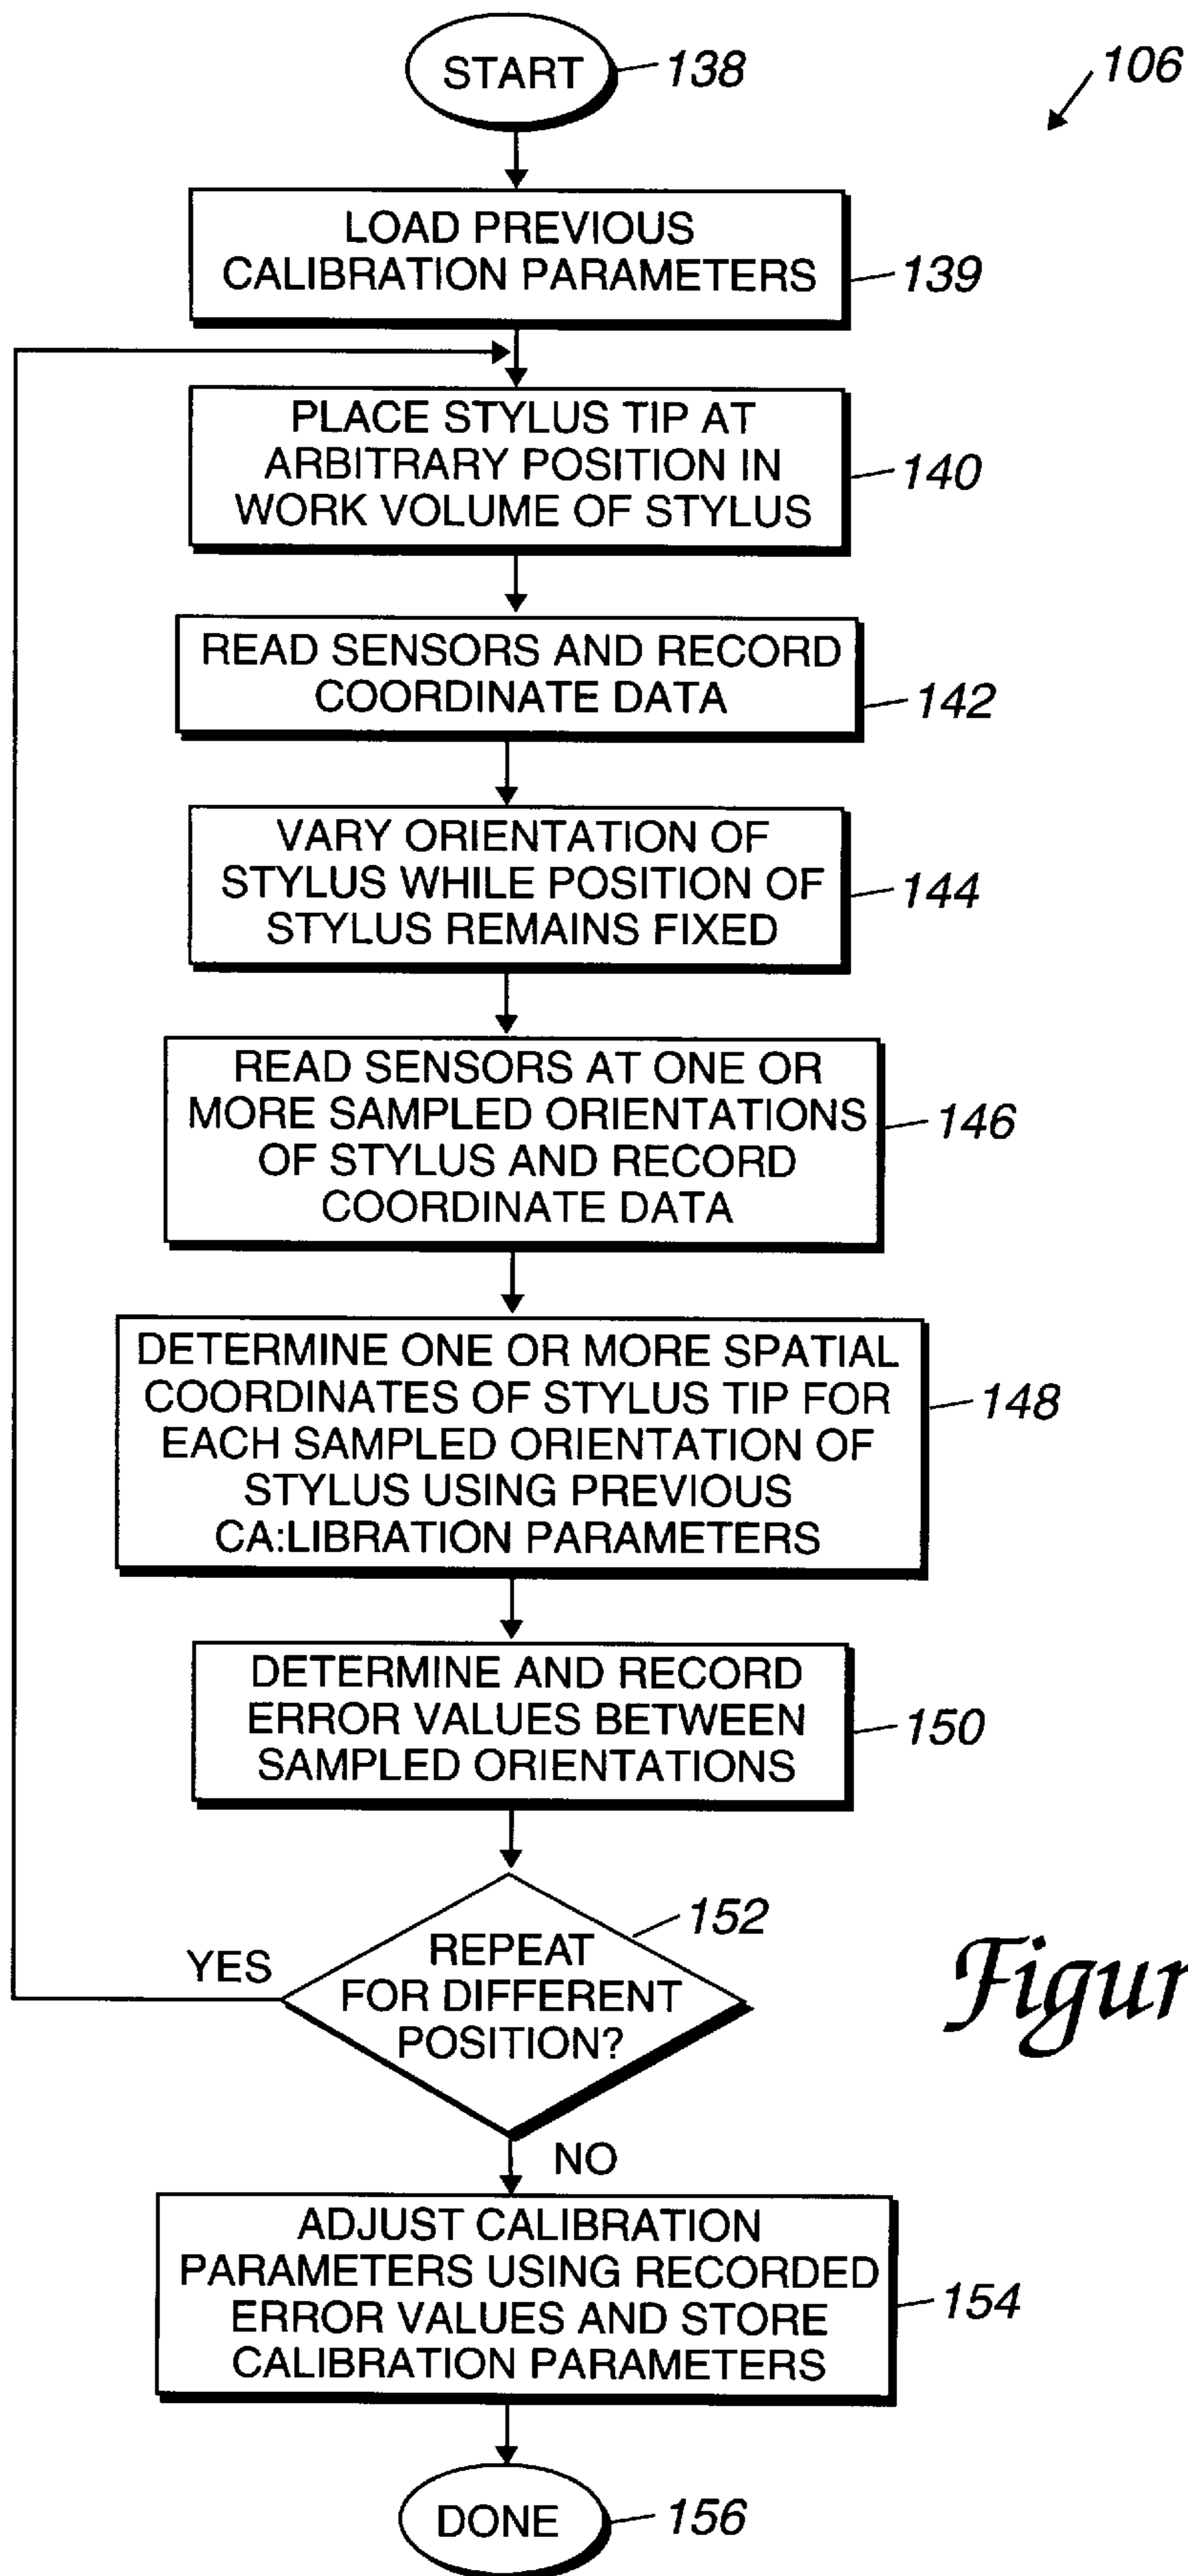 START
138
106
LOAD PREVIOUS
CALIBRATION PARAMETERS
139
PLACE STYLUS TIP AT
ARBITRARY POSITION IN
WORK VOLUME OF STYLUS
140
READ SENSORS AND RECORD
COORDINATE DATA
142
VARY ORIENTATION OF
STYLUS WHILE POSITION OF
STYLUS REMAINS FIXED
144
READ SENSORS AT ONE OR
MORE SAMPLED ORIENTATIONS
OF STYLUS AND RECORD
COORDINATE DATA
146
DETERMINE ONE OR MORE SPATIAL
COORDINATES OF STYLUS TIP FOR
EACH SAMPLED ORIENTATION OF
STYLUS USING PREVIOUS
CA:LIBRATION PARAMETERS
148
DETERMINE AND RECORD
ERROR VALUES BETWEEN
SAMPLED ORIENTATIONS
150
152
YES
REPEAT
FOR DIFFERENT
POSITION?
Figur
NO
ADJUST CALIBRATION
PARAMETERS USING RECORDED
ERROR VALUES AND STORE
CALIBRATION PARAMETERS
154
DONE
156